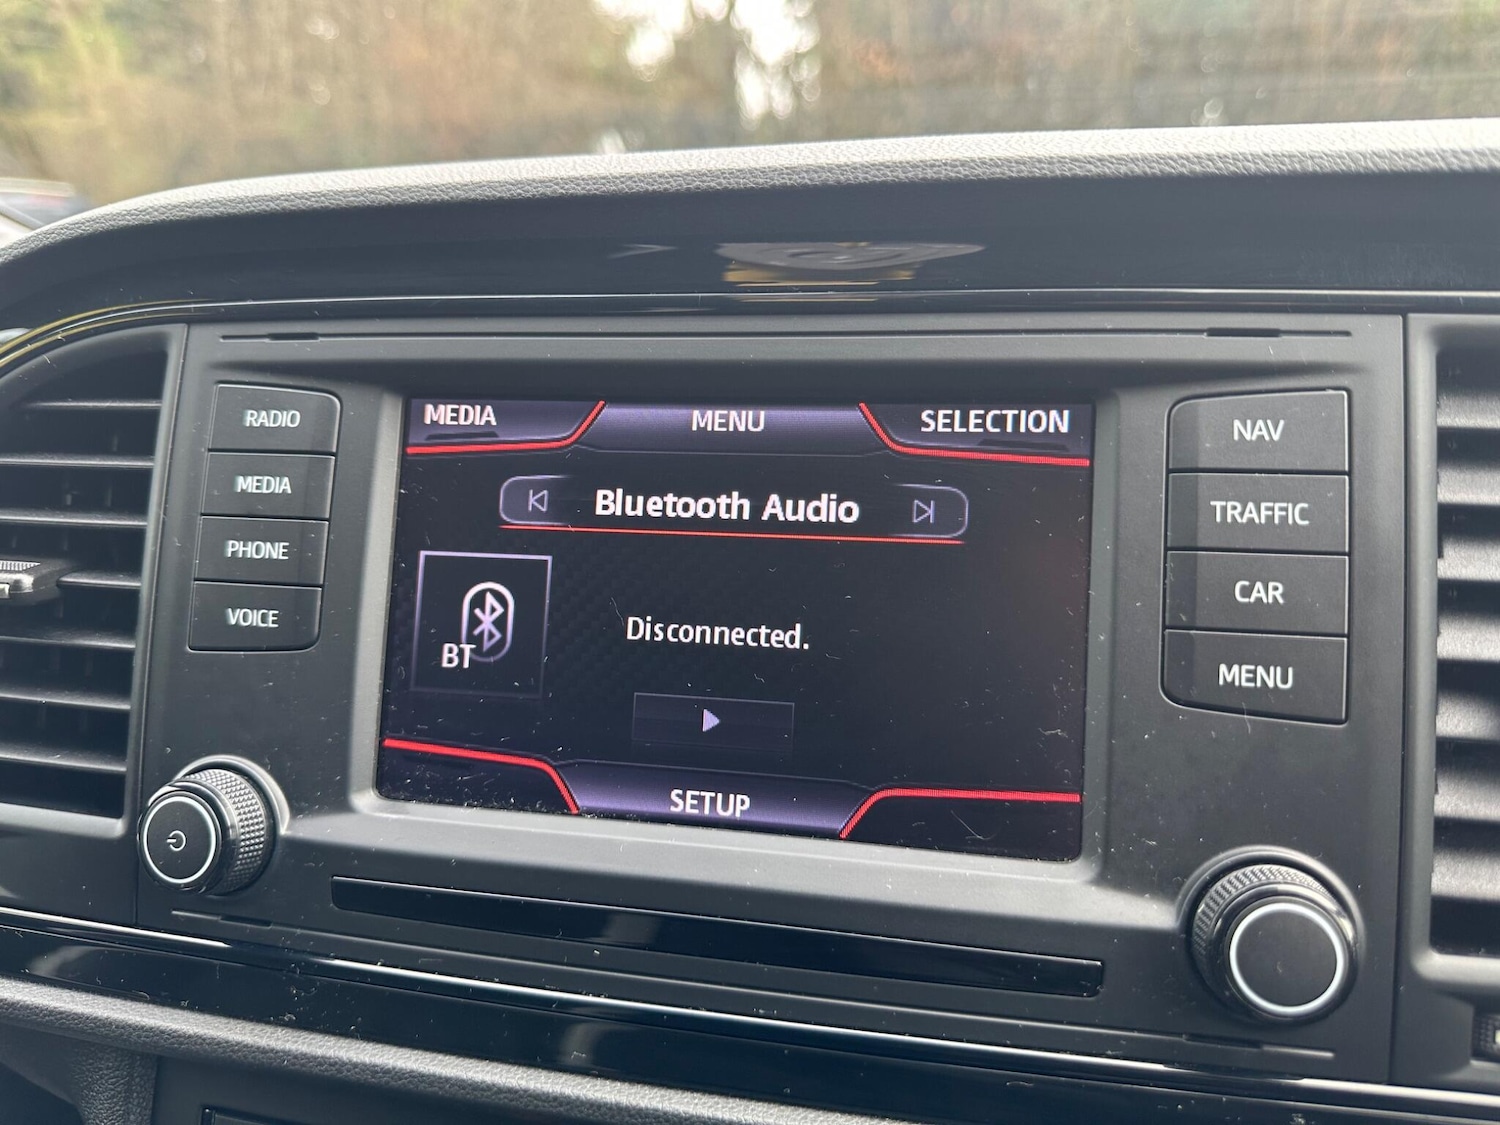 RADIO
MEDIA
PHONE
VOICE
MEDIA
MENU
SELECTION
Bluetooth Audio
BT
Disconnected.
SETUP
NAV
TRAFFIC
CAR
MENU